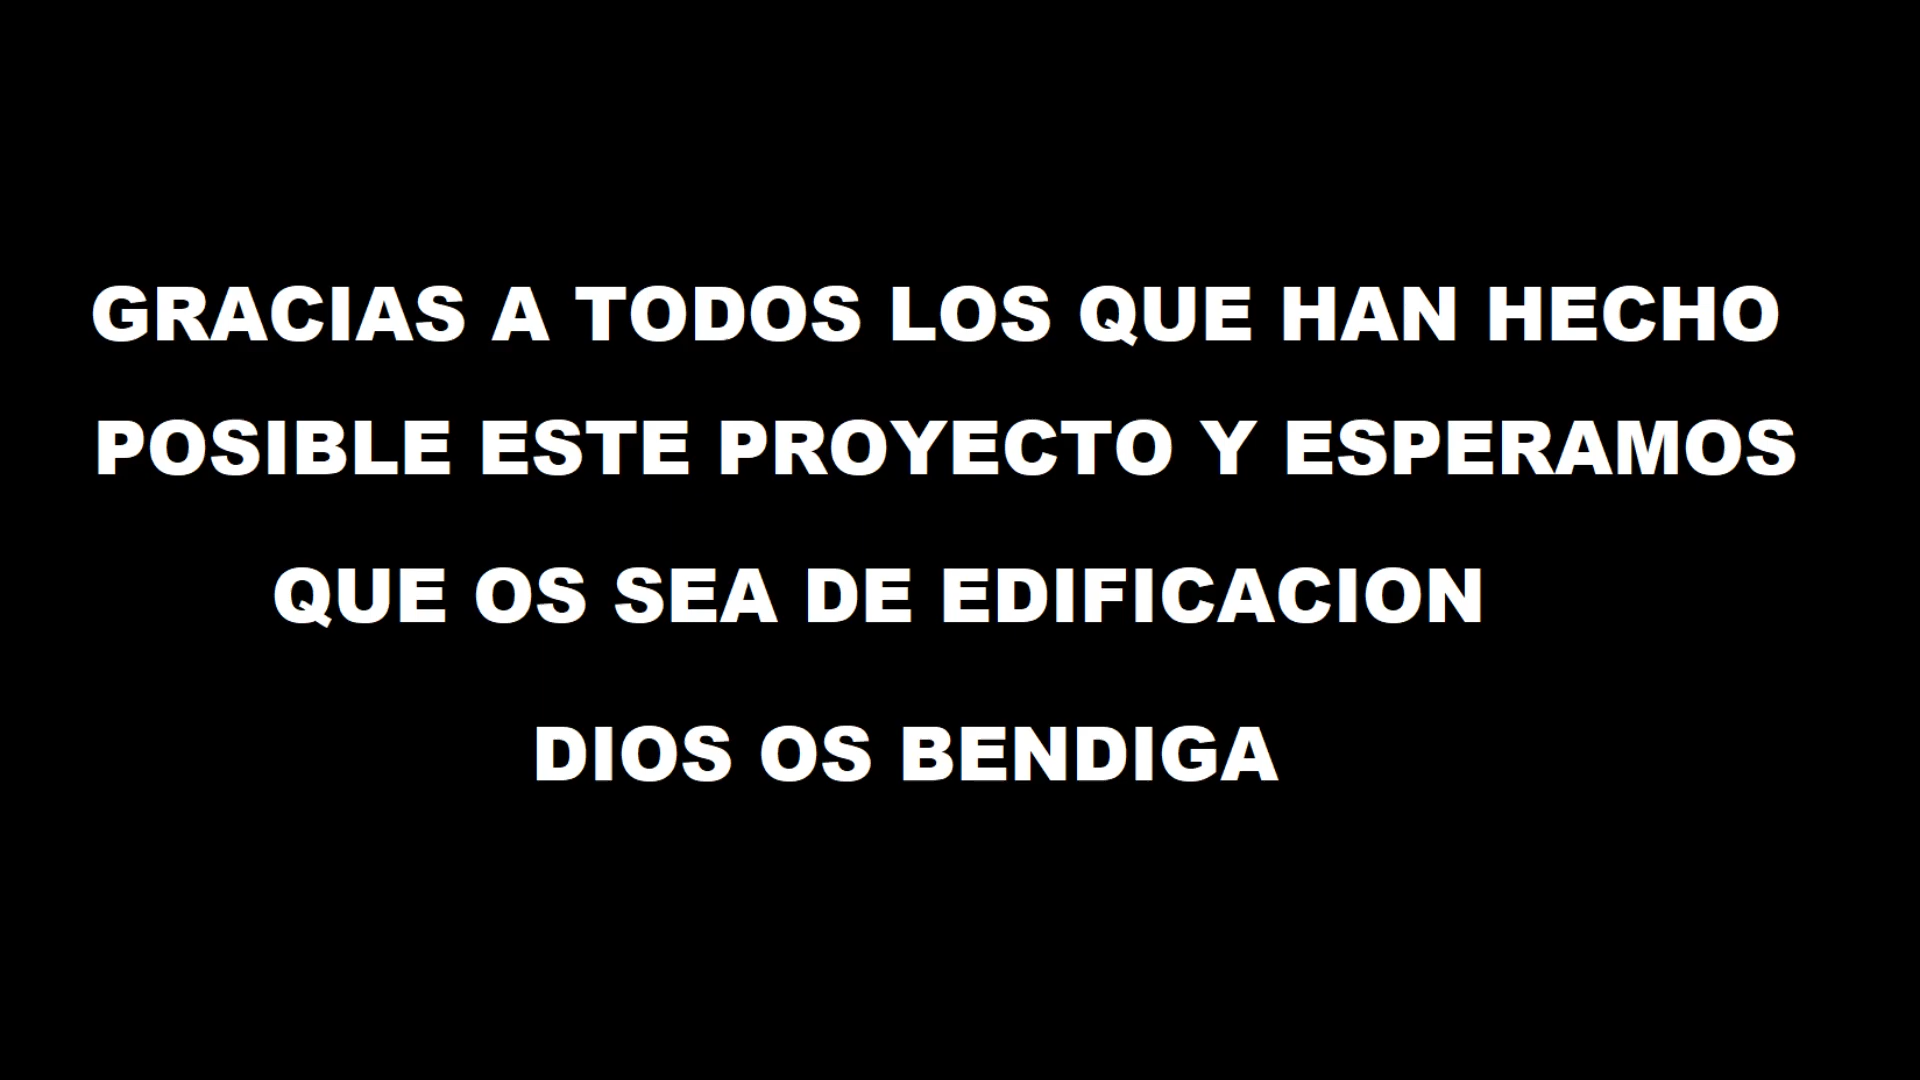 GRACIAS A TODOS LOS QUE HAN HECHO
POSIBLE ESTE PROYECTO Y ESPERAMOS
QUE OS SEA DE EDIFICACION
DIOS OS BENDIGA